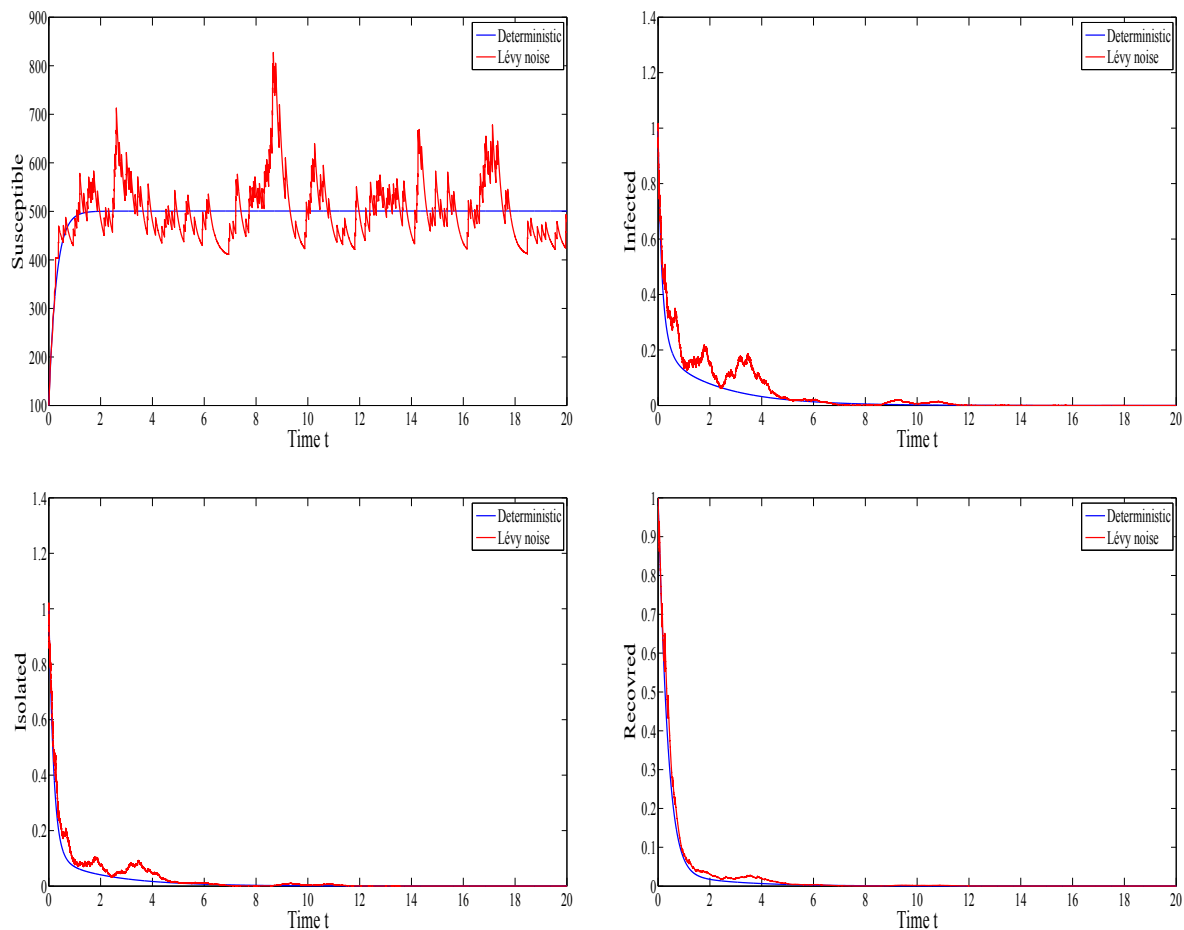 900
800
700
600
500
400
300
200
100
Susceptible
Deterministic
Lévy noise
0 2 4 6 8 10 12 14 16 18 20
Time t
1.4
1.2
1
0.8
0.6
0.4
0.2
0
Infected
Deterministic
Lévy noise
0 2 4 6 8 10 12 14 16 18 20
Time t
1.4
1.2
1
0.8
0.6
0.4
0.2
0
Isolated
Deterministic
Lévy noise
0 2 4 6 8 10 12 14 16 18 20
Time t
1
0.9
0.8
0.7
0.6
0.5
0.4
0.3
0.2
0.1
0
Recovred
Deterministic
Lévy noise
0 2 4 6 8 10 12 14 16 18 20
Time t